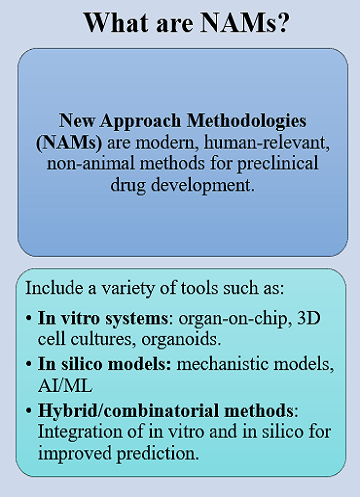 What are NAMs?
New Approach Methodologies
(NAMs) are modern, human-relevant,
non-animal methods for preclinical
drug development.
Include a variety of tools such as:
• In vitro systems: organ-on-chip, 3D
cell cultures, organoids.
• In silico models: mechanistic models,
AI/ML
• Hybrid/combinatorial methods:
Integration of in vitro and in silico for
improved prediction.